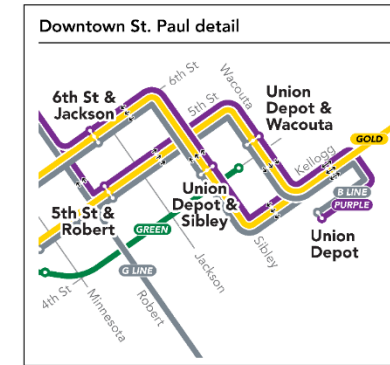 Downtown St. Paul detail
6th St &
Jackson
6th St
5th St
Wacouta
Union
Depot &
Wacouta
GOLD
Kellogg
B LINE
PURPLE
Union
Depot
Union
Depot &
Sibley
5th St &
Robert
GREEN
G LINE
4th St
Minnesota
Robert
Jackson
Sibley